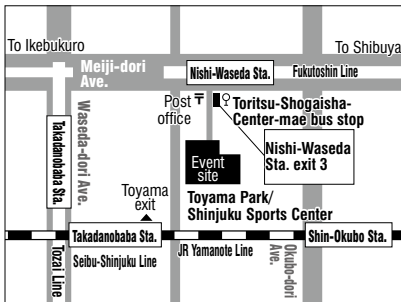 To Ikebukuro
To Shibuya
Meiji-dori
Ave.
Nishi-Waseda Sta.
Fukutoshin Line
Post
office
〒
Toritsu-Shogaisha-
Center-mae bus stop
Takadanobaba Sta.
Waseda-dori Ave.
Nishi-Waseda
Sta. exit 3
Event
site
Toyama
exit
Toyama Park/
Shinjuku Sports Center
Takadanobaba Sta.
Shin-Okubo Sta.
Tozai Line
Seibu-Shinjuku Line
JR Yamanote Line
Okubo-dori
Ave.